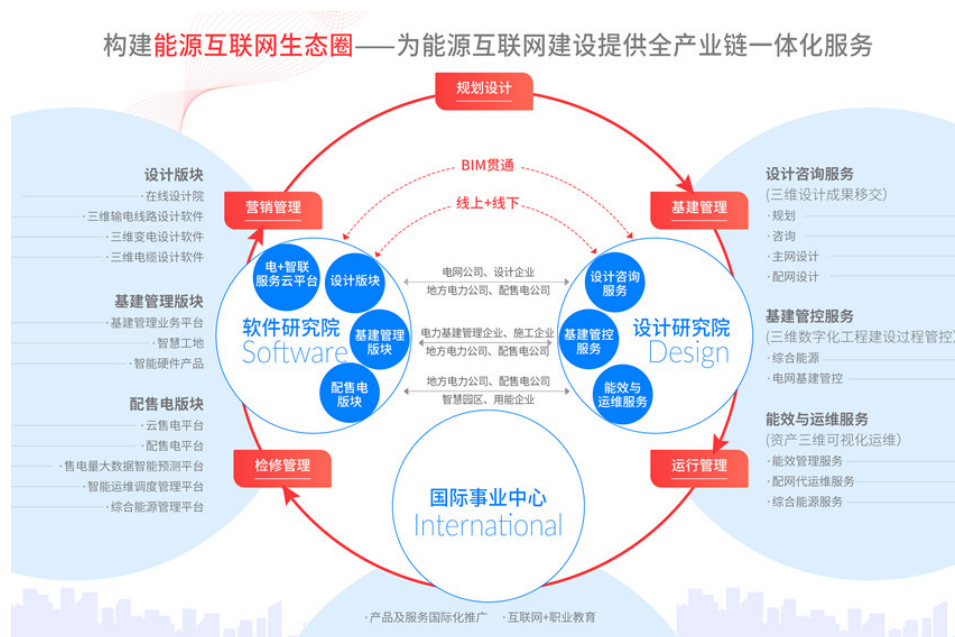 构建能源互联网生态圈——为能源互联网建设提供全产业链一体化服务
规划设计
BIM贯通
线上+线下
营销管理
基建管理
设计版块
·在线设计院
·三维输电线路设计软件
·三维变电设计软件
·三维电缆设计软件
基建管理版块
·基建管理业务平台
·智慧工地
·智能硬件产品
配售电版块
·云售电平台
·配售电平台
·售电量大数据智能预测平台
·智能运维调度管理平台
·综合能源管理平台
电+智联
服务云平台
设计版块
软件研究院
Software
基建管理
版块
配售电
版块
电网公司、设计企业
地方电力公司、配售电公司
电力基建管理企业、施工企业
地方电力公司、配售电公司
地方电力公司、配售电公司
智慧园区、用能企业
设计咨询
服务
基建管控
服务
设计研究院
Design
能效与
运维服务
设计咨询服务
(三维设计成果移交)
·规划
·咨询
·主网设计
·配网设计
基建管控服务
(三维数字化工程建设过程管控)
·综合能源
·电网基建管控
能效与运维服务
(资产三维可视化运维)
·能效管理服务
·配网代运维服务
·综合能源服务
检修管理
运行管理
国际事业中心
International
·产品及服务国际化推广 ·互联网+职业教育